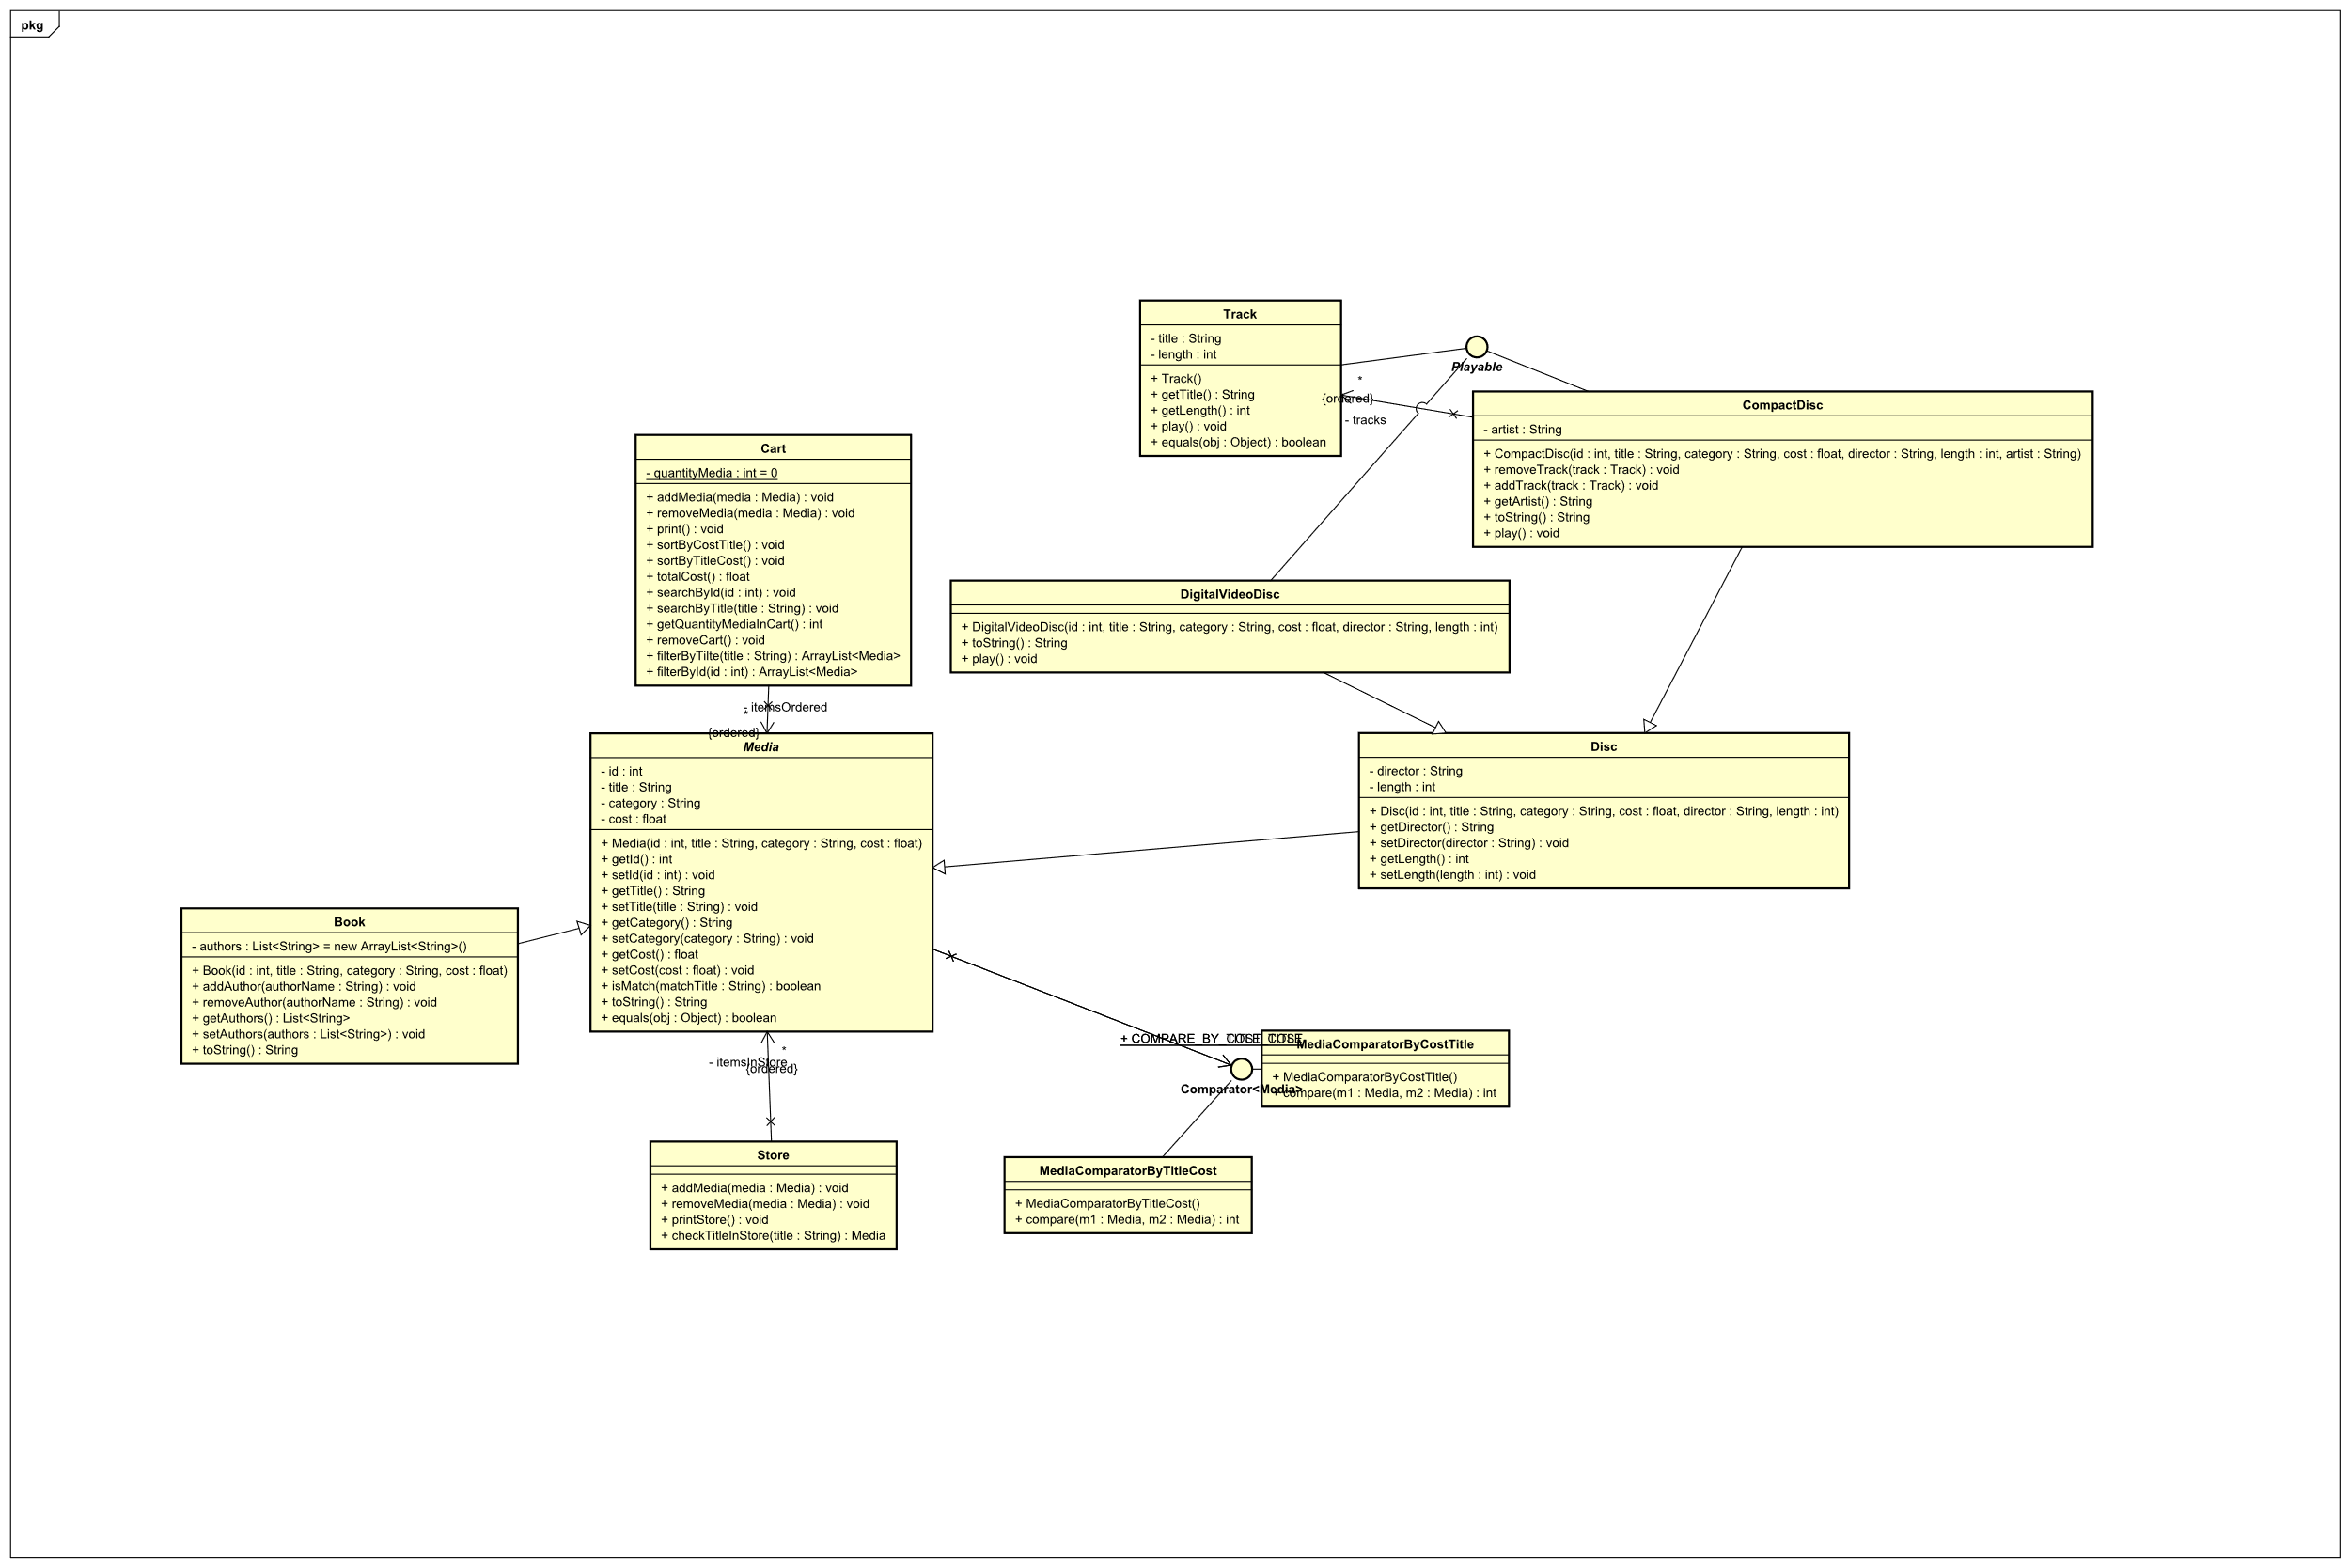 pkg
Track
- title : String
- length : int
+ Track()
+ getTitle() : String
+ getLength() : int
+ play() : void
+ equals(obj : Object) : boolean
Playable
*
{ordered}
- tracks
CompactDisc
- artist : String
+ CompactDisc(id : int, title : String, category : String, cost : float, director : String, length : int, artist : String)
+ removeTrack(track : Track) : void
+ addTrack(track : Track) : void
+ getArtist() : String
+ toString() : String
+ play() : void
Cart
- quantityMedia : int = 0
+ addMedia(media : Media) : void
+ removeMedia(media : Media) : void
+ print() : void
+ sortByCostTitle() : void
+ sortByTitleCost() : void
+ totalCost() : float
+ searchById(id : int) : void
+ searchByTitle(title : String) : void
+ getQuantityMediaInCart() : int
+ removeCart() : void
+ filterByTilte(title : String) : ArrayList<Media>
+ filterById(id : int) : ArrayList<Media>
DigitalVideoDisc
+ DigitalVideoDisc(id : int, title : String, category : String, cost : float, director : String, length : int)
+ toString() : String
+ play() : void
- itemsOrdered
*
{ordered}
Media
- id : int
- title : String
- category : String
- cost : float
+ Media(id : int, title : String, category : String, cost : float)
+ getId() : int
+ setId(id : int) : void
+ getTitle() : String
+ setTitle(title : String) : void
+ getCategory() : String
+ setCategory(category : String) : void
+ getCost() : float
+ setCost(cost : float) : void
+ isMatch(matchTitle : String) : boolean
+ toString() : String
+ equals(obj : Object) : boolean
Disc
- director : String
- length : int
+ Disc(id : int, title : String, category : String, cost : float, director : String, length : int)
+ getDirector() : String
+ setDirector(director : String) : void
+ getLength() : int
+ setLength(length : int) : void
Book
- authors : List<String> = new ArrayList<String>()
+ Book(id : int, title : String, category : String, cost : float)
+ addAuthor(authorName : String) : void
+ removeAuthor(authorName : String) : void
+ getAuthors() : List<String>
+ setAuthors(authors : List<String>) : void
+ toString() : String
*
- itemsInStore
{ordered}
+ COMPARE_BY
MediaComparatorByCostTitle
+ MediaComparatorByCostTitle()
+ compare(m1 : Media, m2 : Media) : int
Comparator<Media>
Store
+ addMedia(media : Media) : void
+ removeMedia(media : Media) : void
+ printStore() : void
+ checkTitleInStore(title : String) : Media
MediaComparatorByTitleCost
+ MediaComparatorByTitleCost()
+ compare(m1 : Media, m2 : Media) : int